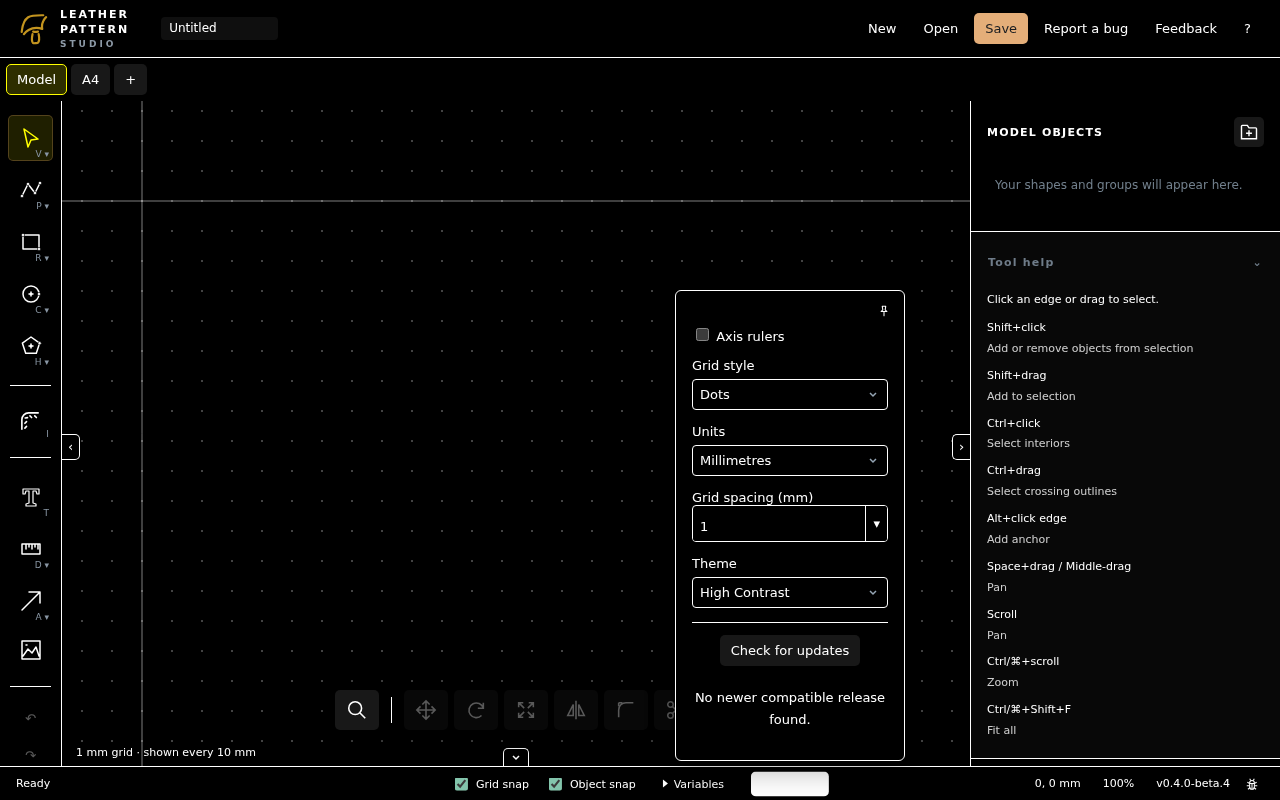 LEATHER
PATTERN
STUDIO
Untitled
New
Open
Save
Report a bug
Feedback
?
Model
A4
+
V ▾
P ▾
R ▾
C ▾
H ▾
I
T
D ▾
A ▾
Axis rulers
Grid style
Dots
Units
Millimetres
Grid spacing (mm)
1
Theme
High Contrast
Check for updates
No newer compatible release
found.
1 mm grid · shown every 10 mm
MODEL OBJECTS
Your shapes and groups will appear here.
Tool help
Click an edge or drag to select.
Shift+click
Add or remove objects from selection
Shift+drag
Add to selection
Ctrl+click
Select interiors
Ctrl+drag
Select crossing outlines
Alt+click edge
Add anchor
Space+drag / Middle-drag
Pan
Scroll
Pan
Ctrl/⌘+scroll
Zoom
Ctrl/⌘+Shift+F
Fit all
Ready
Grid snap
Object snap
Variables
0, 0 mm
100%
v0.4.0-beta.4